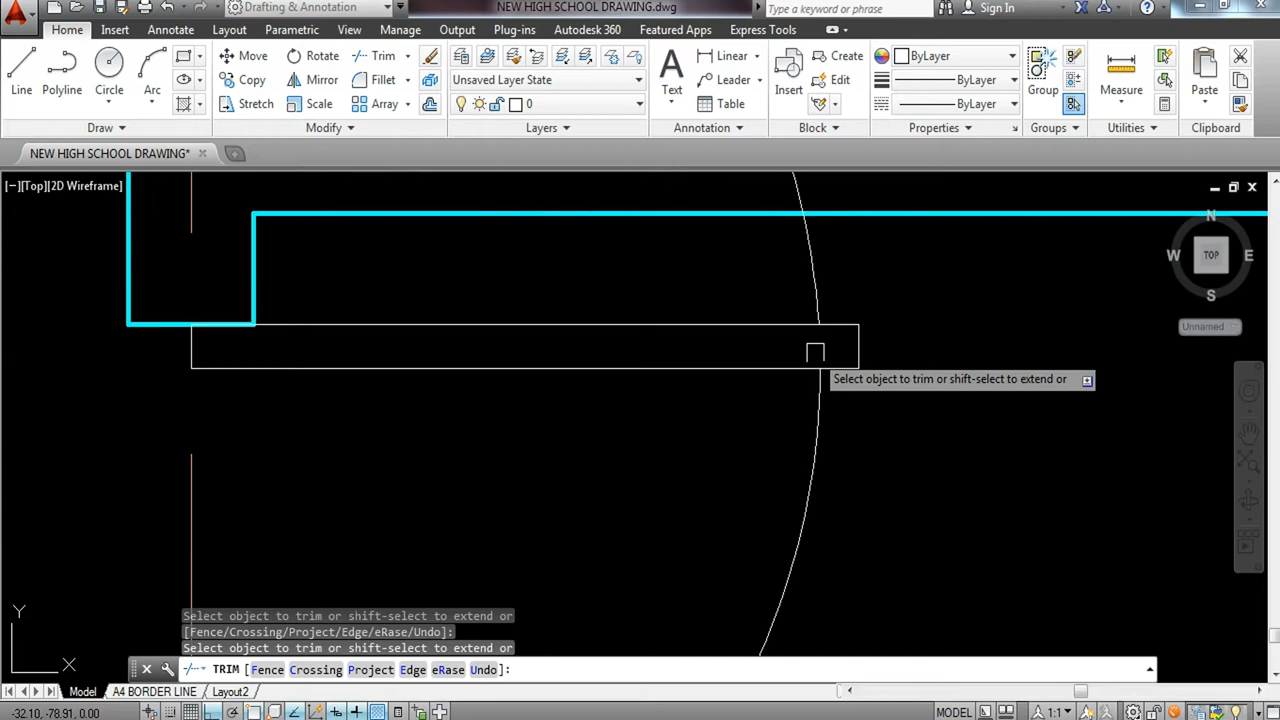 Drafting & Annotation
NEW HIGH SCHOOL DRAWING.dwg
Type a keyword or phrase
Sign In
Home Insert Annotate Layout Parametric View Manage Output Plug-ins Autodesk 360 Featured Apps Express Tools
Line Polyline Circle Arc
Move Rotate Trim
Copy Mirror Fillet
Stretch Scale Array
Unsaved Layer State
0
Text
Linear
Leader
Table
Insert
Create
Edit
ByLayer
ByLayer
ByLayer
Group
Measure
Paste
Draw Modify Layers Annotation Block Properties Groups Utilities Clipboard
NEW HIGH SCHOOL DRAWING*
[−][Top][2D Wireframe]
N
W TOP E
S
Unnamed
Select object to trim or shift-select to extend or
Y
X
Select object to trim or shift-select to extend or
[Fence/Crossing/Project/Edge/eRase/Undo]:
Select object to trim or shift-select to extend or
TRIM [Fence Crossing Project Edge eRase Undo]:
Model A4 BORDER LINE Layout2
-32.10, -78.91, 0.00
MODEL
1:1